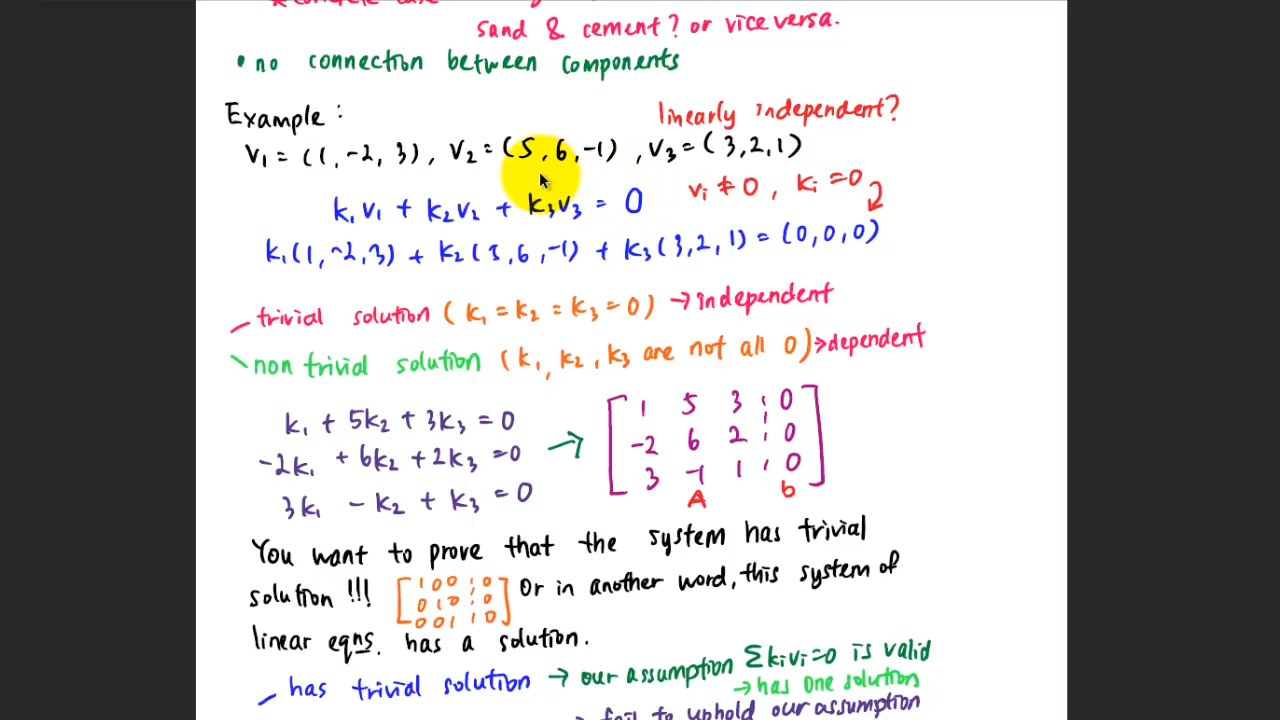 sand & cement? or vice versa.
• no connection between components
Example: linearly independent?
v₁ = (1, -2, 3), v₂ = (5, 6, -1), v₃ = (3, 2, 1)
vᵢ ≠ 0, kᵢ = 0
k₁v₁ + k₂v₂ + k₃v₃ = 0
k₁(1, -2, 3) + k₂(5, 6, -1) + k₃(3, 2, 1) = (0, 0, 0)
trivial solution (k₁ = k₂ = k₃ = 0) → independent
non trivial solution (k₁, k₂, k₃ are not all 0) → dependent
k₁ + 5k₂ + 3k₃ = 0
-2k₁ + 6k₂ + 2k₃ = 0
3k₁ - k₂ + k₃ = 0
→
1 5 3 ¦ 0
-2 6 2 ¦ 0
3 -1 1 ¦ 0
A b
You want to prove that the system has trivial
solution !!! [1 0 0 ¦ 0
0 1 0 ¦ 0
0 0 1 ¦ 0] Or in another word, this system of
linear eqns. has a solution.
has trivial solution → our assumption Σkᵢvᵢ=0 is valid
→ has one solution
fail to uphold our assumption